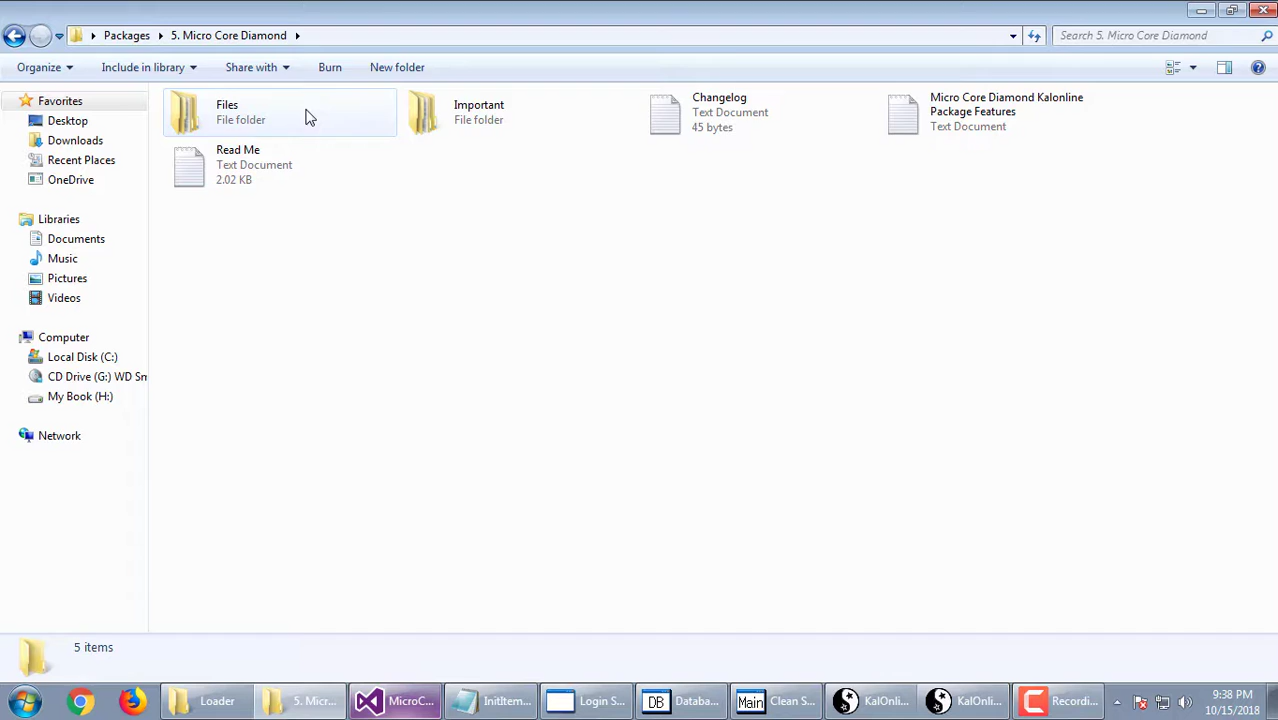 Packages 5. Micro Core Diamond
Search 5. Micro Core Diamond
Organize Include in library Share with Burn New folder
Favorites
Desktop
Downloads
Recent Places
OneDrive
Libraries
Documents
Music
Pictures
Videos
Computer
Local Disk (C:)
CD Drive (G:) WD Sm
My Book (H:)
Network
Files
File folder
Important
File folder
Changelog
Text Document
45 bytes
Micro Core Diamond Kalonline
Package Features
Text Document
Read Me
Text Document
2.02 KB
5 items
Loader
5. Micr...
MicroC...
InitItem...
Login S...
DB Databa...
Main Clean S...
KalOnli...
KalOnli...
Recordi...
9:38 PM
10/15/2018